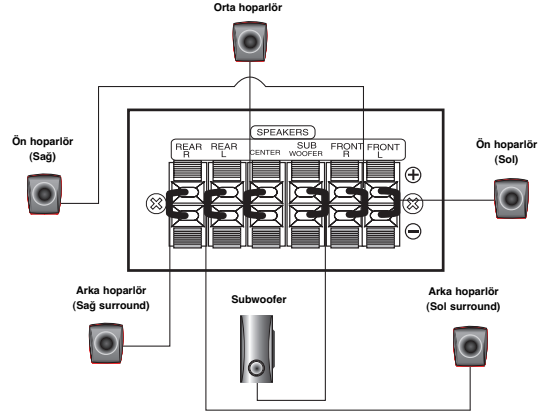 Orta hoparlör
Ön hoparlör
(Sağ)
Ön hoparlör
(Sol)
SPEAKERS
REAR
R
REAR
L
CENTER
SUB
WOOFER
FRONT
R
FRONT
L
+
−
Arka hoparlör
(Sağ surround)
Subwoofer
Arka hoparlör
(Sol surround)